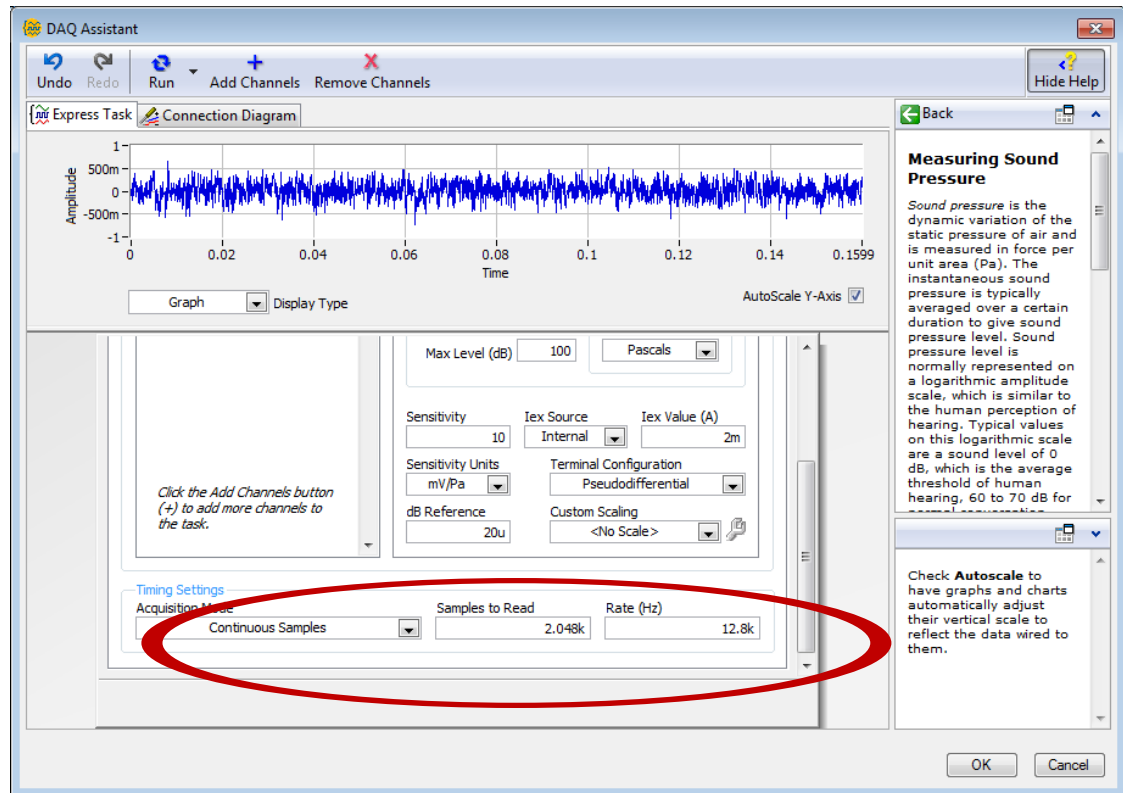 DAQ Assistant
Undo Redo Run Add Channels Remove Channels Hide Help
Express Task Connection Diagram
1
500m
0
-500m
-1
Amplitude
0 0.02 0.04 0.06 0.08 0.1 0.12 0.14 0.1599
Time
Graph Display Type
AutoScale Y-Axis
Max Level (dB) 100 Pascals
Sensitivity Iex Source Iex Value (A)
10 Internal 2m
Sensitivity Units Terminal Configuration
mV/Pa Pseudodifferential
dB Reference Custom Scaling
20u <No Scale>
Click the Add Channels button
(+) to add more channels to
the task.
Timing Settings
Acquisition Mode Samples to Read Rate (Hz)
Continuous Samples 2.048k 12.8k
Back
Measuring Sound
Pressure
Sound pressure is the
dynamic variation of the
static pressure of air and
is measured in force per
unit area (Pa). The
instantaneous sound
pressure is typically
averaged over a certain
duration to give sound
pressure level. Sound
pressure level is
normally represented on
a logarithmic amplitude
scale, which is similar to
the human perception of
hearing. Typical values
on this logarithmic scale
are a sound level of 0
dB, which is the average
threshold of human
hearing, 60 to 70 dB for
Check Autoscale to
have graphs and charts
automatically adjust
their vertical scale to
reflect the data wired to
them.
OK Cancel